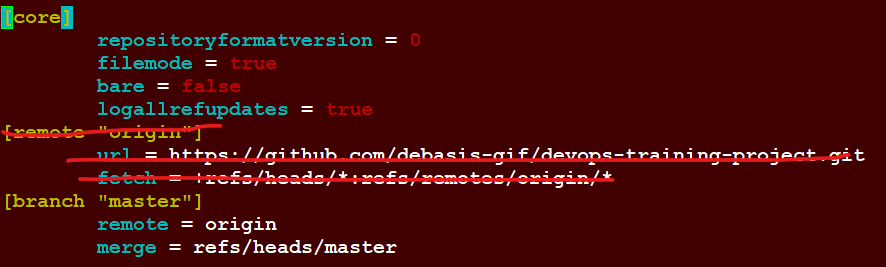 [core]
repositoryformatversion = 0
filemode = true
bare = false
logallrefupdates = true
[remote "origin"]
url = https://github.com/debasis-gif/devops-training-project.git
fetch = +refs/heads/*:refs/remotes/origin/*
[branch "master"]
remote = origin
merge = refs/heads/master